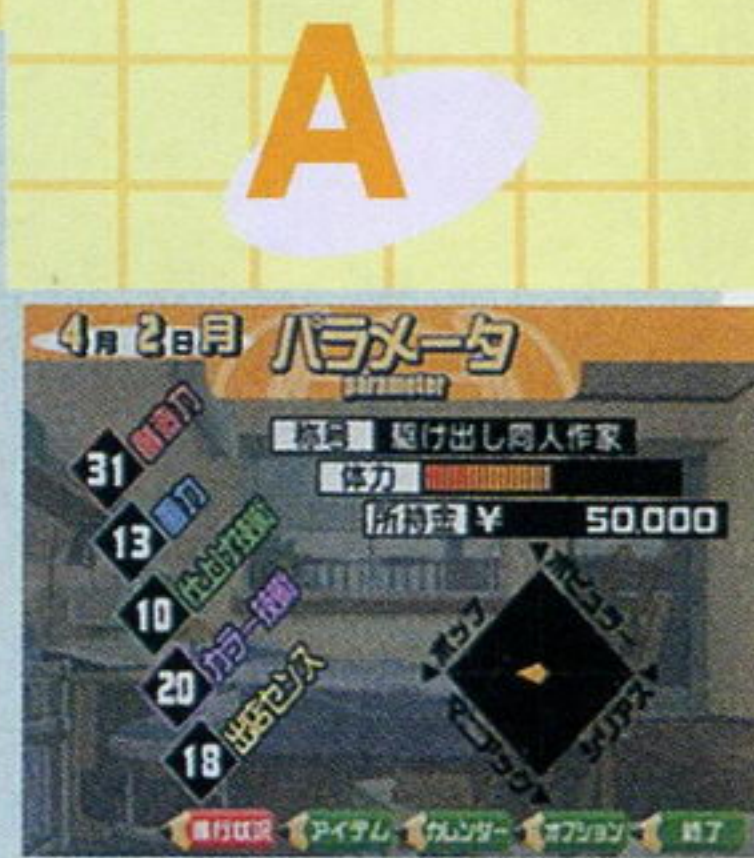 A
4月 2日 月
パラメータ
parameter
称号 駆け出し同人作家
体力
所持金 ¥ 50,000
31 創造力
13 画力
10 仕上げ技術
20 カラー技術
18 出店センス
ポピュラー
ポップ
シリアス
マニアック
進行状況 アイテム カレンダー オプション 終了